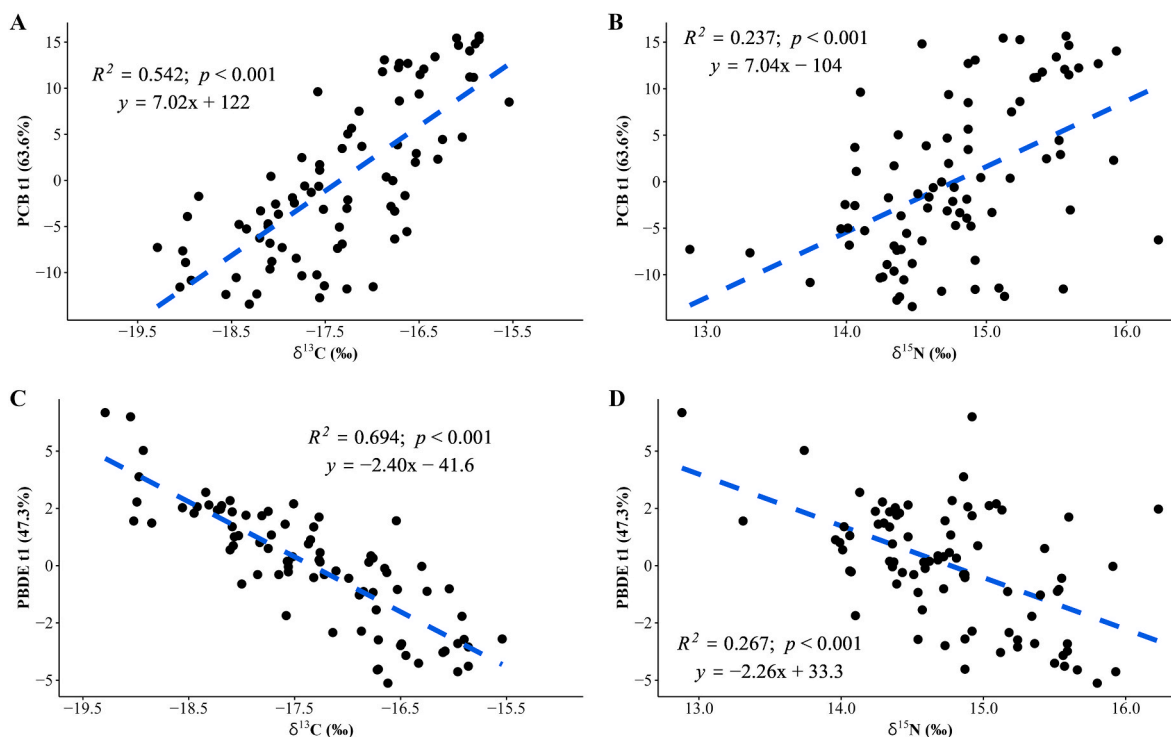 A
R² = 0.542; p < 0.001
y = 7.02x + 122
PCB t1 (63.6%)
15
10
5
0
−5
−10
−19.5
−18.5
−17.5
−16.5
−15.5
δ¹³C (‰)
B
R² = 0.237; p < 0.001
y = 7.04x − 104
PCB t1 (63.6%)
15
10
5
0
−5
−10
13.0
14.0
15.0
16.0
δ¹⁵N (‰)
C
R² = 0.694; p < 0.001
y = −2.40x − 41.6
PBDE t1 (47.3%)
5
2
0
−2
−5
−19.5
−18.5
−17.5
−16.5
−15.5
δ¹³C (‰)
D
R² = 0.267; p < 0.001
y = −2.26x + 33.3
PBDE t1 (47.3%)
5
2
0
−2
−5
13.0
14.0
15.0
16.0
δ¹⁵N (‰)